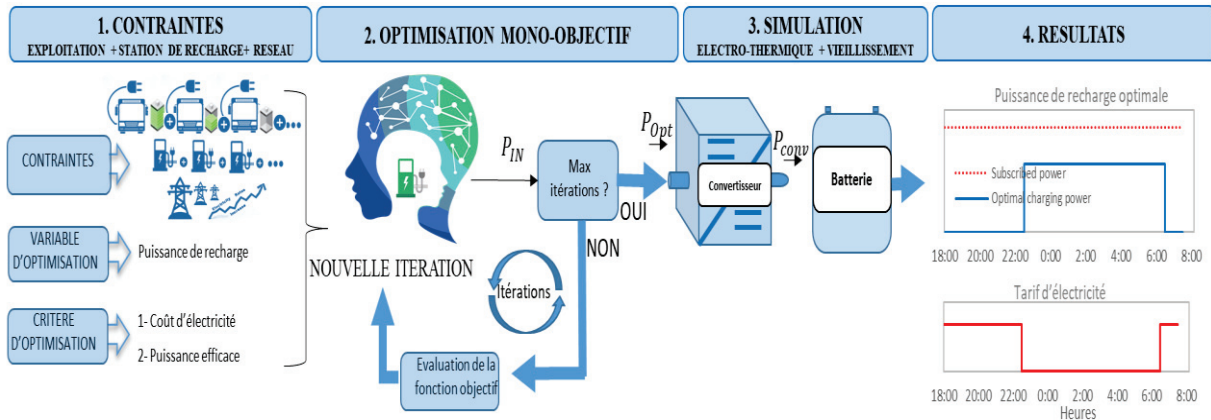 1. CONTRAINTES
EXPLOITATION +STATION DE RECHARGE+ RESEAU
CONTRAINTES
VARIABLE
D'OPTIMISATION
Puissance de recharge
CRITERE
D'OPTIMISATION
1- Coût d'électricité
2- Puissance efficace
2. OPTIMISATION MONO-OBJECTIF
P_IN
Max
itérations ?
OUI
NON
NOUVELLE ITERATION
Itérations
Evaluation de la
fonction objectif
3. SIMULATION
ELECTRO-THERMIQUE + VIEILLISSEMENT
P_Opt
Convertisseur
P_conv
Batterie
4. RESULTATS
Puissance de recharge optimale
Subscribed power
Optimal charging power
18:00 20:00 22:00 0:00 2:00 4:00 6:00 8:00
Tarif d'électricité
18:00 20:00 22:00 0:00 2:00 4:00 6:00 8:00
Heures